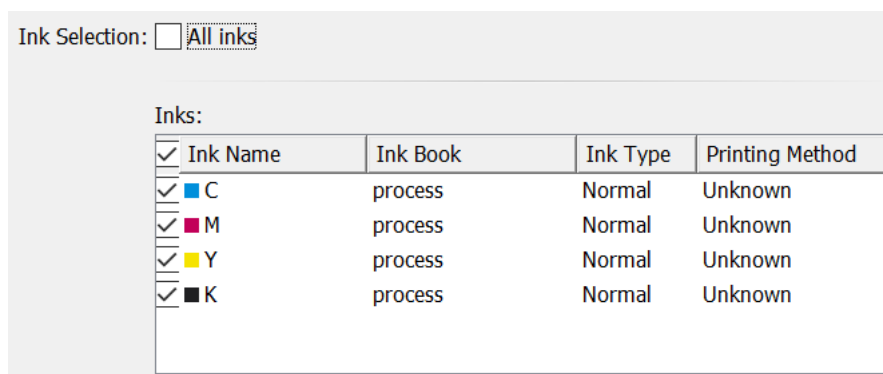 Ink Selection: All inks
Inks:
Ink Name Ink Book Ink Type Printing Method
C process Normal Unknown
M process Normal Unknown
Y process Normal Unknown
K process Normal Unknown